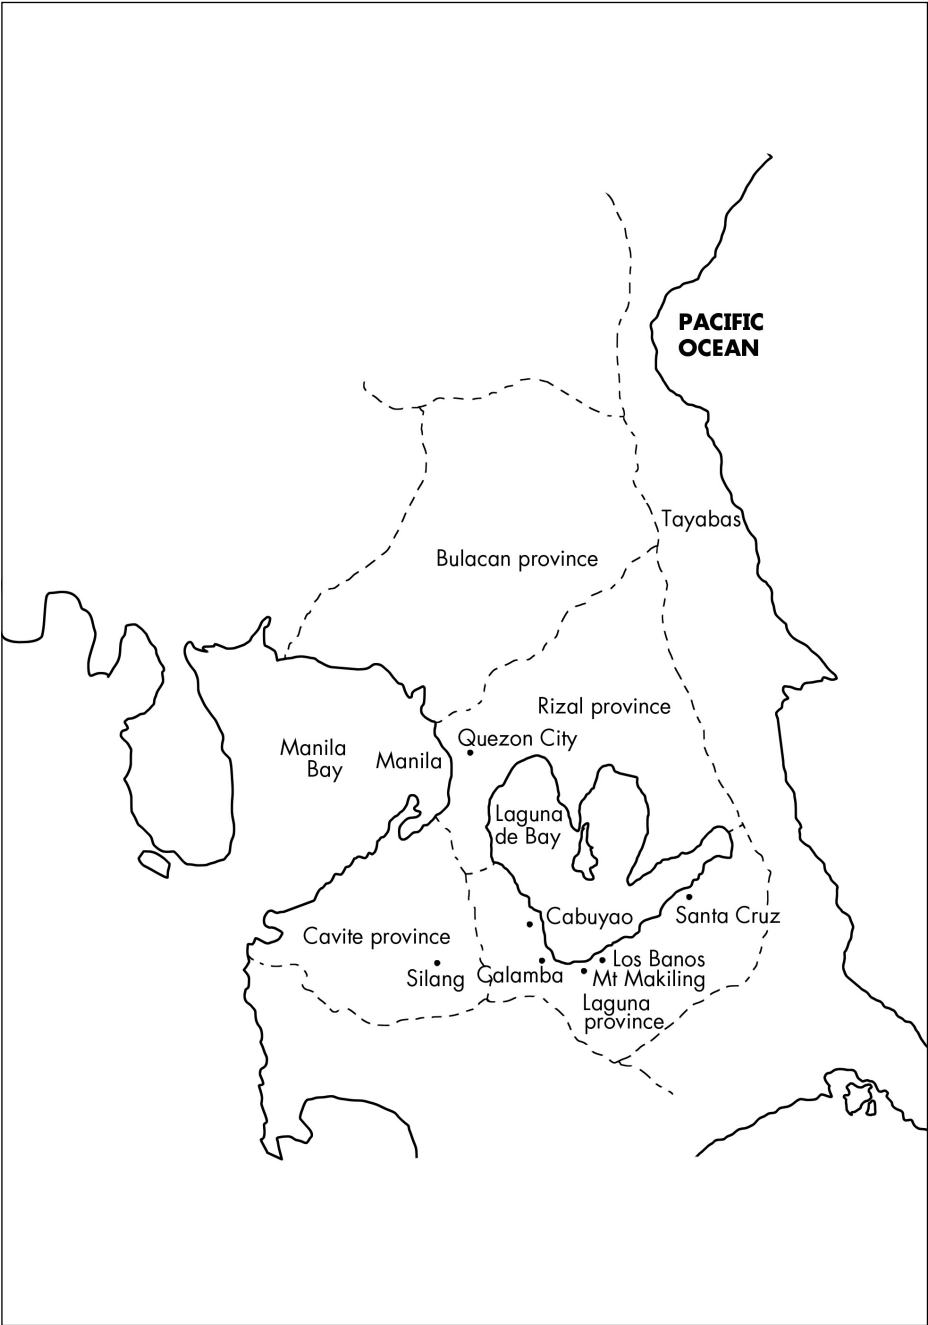 PACIFIC
OCEAN
Tayabas
Bulacan province
Rizal province
Quezon City
Manila
Bay
Manila
Laguna
de Bay
Cabuyao
Santa Cruz
Cavite province
Silang
Calamba
Los Banos
Mt Makiling
Laguna
province